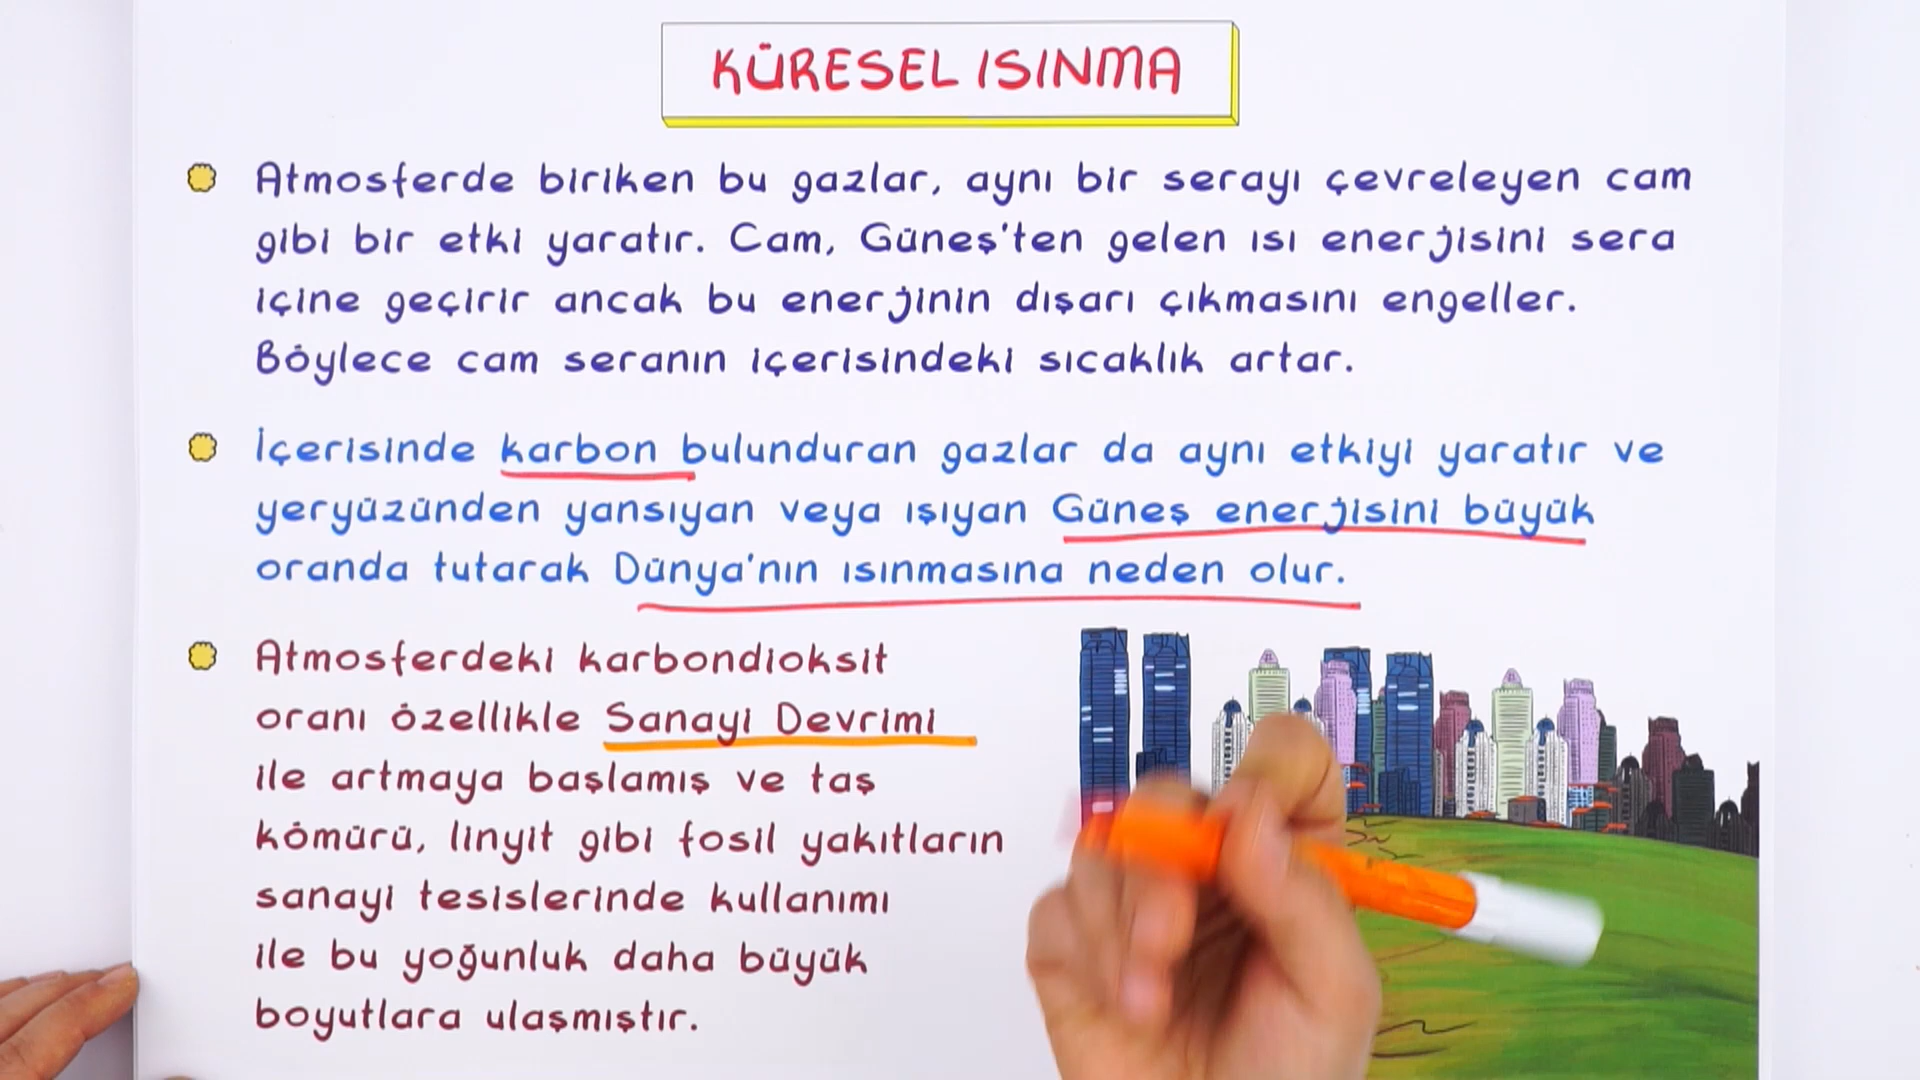 KÜRESEL ISINMA
Atmosferde biriken bu gazlar, aynı bir serayı çevreleyen cam
gibi bir etki yaratır. Cam, Güneş'ten gelen ısı enerjisini sera
içine geçirir ancak bu enerjinin dışarı çıkmasını engeller.
Böylece cam seranın içerisindeki sıcaklık artar.
İçerisinde karbon bulunduran gazlar da aynı etkiyi yaratır ve
yeryüzünden yansıyan veya ışıyan Güneş enerjisini büyük
oranda tutarak Dünya'nın ısınmasına neden olur.
Atmosferdeki karbondioksit
oranı özellikle Sanayi Devrimi
ile artmaya başlamış ve taş
kömürü, linyit gibi fosil yakıtların
sanayi tesislerinde kullanımı
ile bu yoğunluk daha büyük
boyutlara ulaşmıştır.